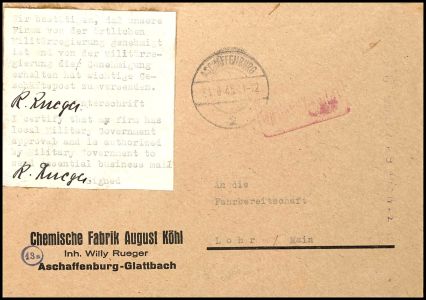 Wir bestätigen, daß unsere
Firma von der örtlichen
Militärregierung genehmigt
ist und von der Militärre-
gierung die Genehmigung
erhalten hat wichtige Ge-
schäftspost zu versenden.
R. Rueger
Unterschrift
I certify that my firm has
local Military Government
approval and is authorized
by Military Government to
send essential business mail
R. Rueger
Signed
ASCHAFFENBURG
2
An die
Fahrbereitschaft
Lohr / Main
Chemische Fabrik August Köhl
Inh. Willy Rueger
13a
Aschaffenburg-Glattbach